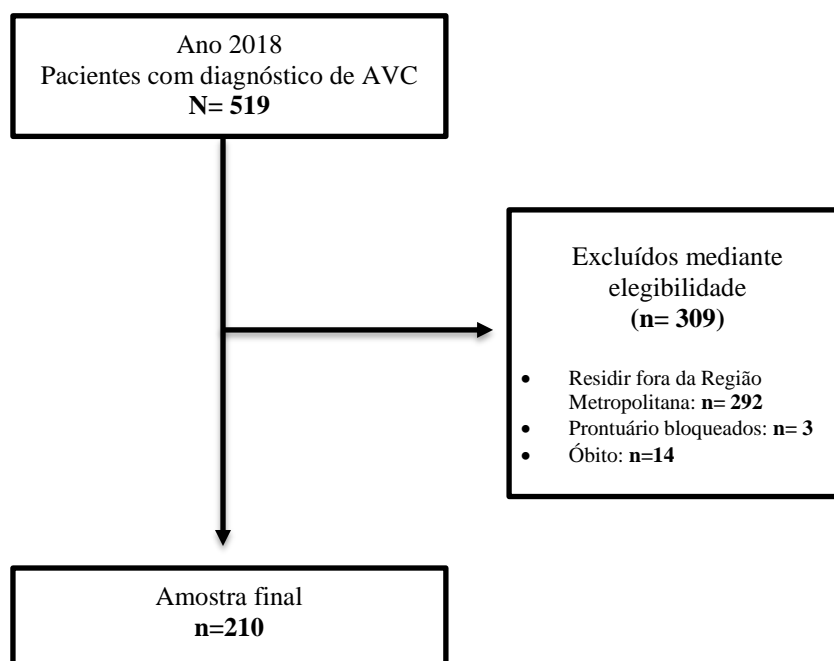 Ano 2018
Pacientes com diagnóstico de AVC
N= 519
Excluídos mediante
elegibilidade
(n= 309)
• Residir fora da Região
Metropolitana: n= 292
• Prontuário bloqueados: n= 3
• Óbito: n=14
Amostra final
n=210